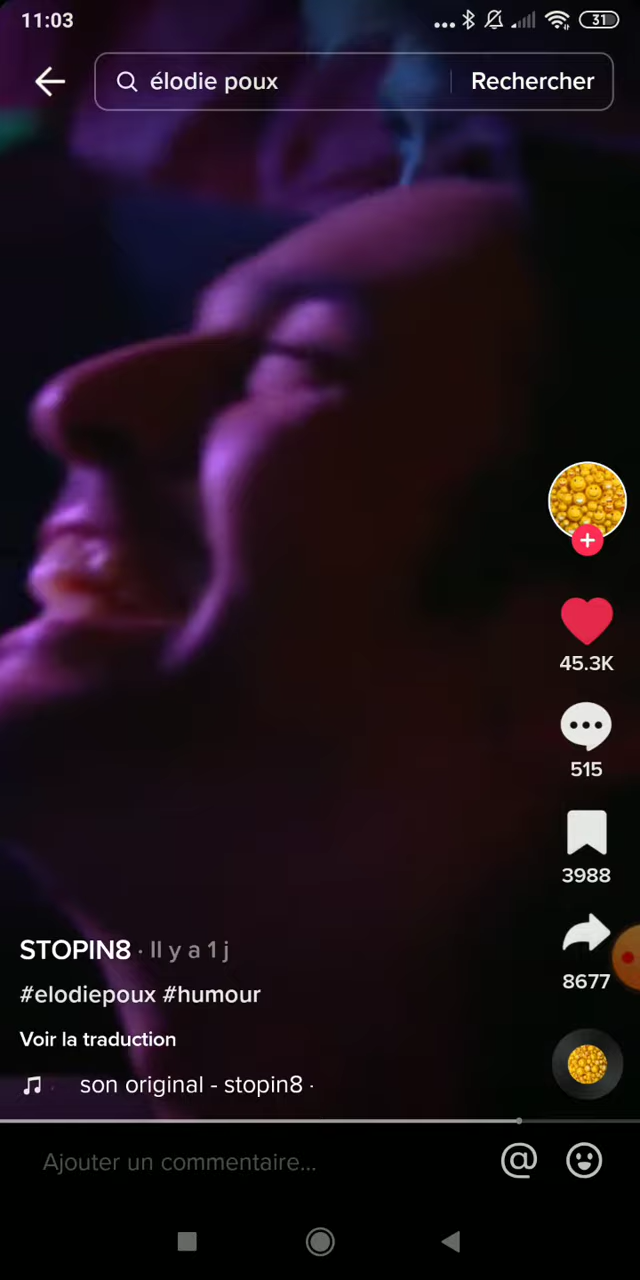 11:03
31
élodie poux
Rechercher
45.3K
515
3988
8677
STOPIN8 · Il y a 1 j
#elodiepoux #humour
Voir la traduction
son original - stopin8 ·
Ajouter un commentaire...